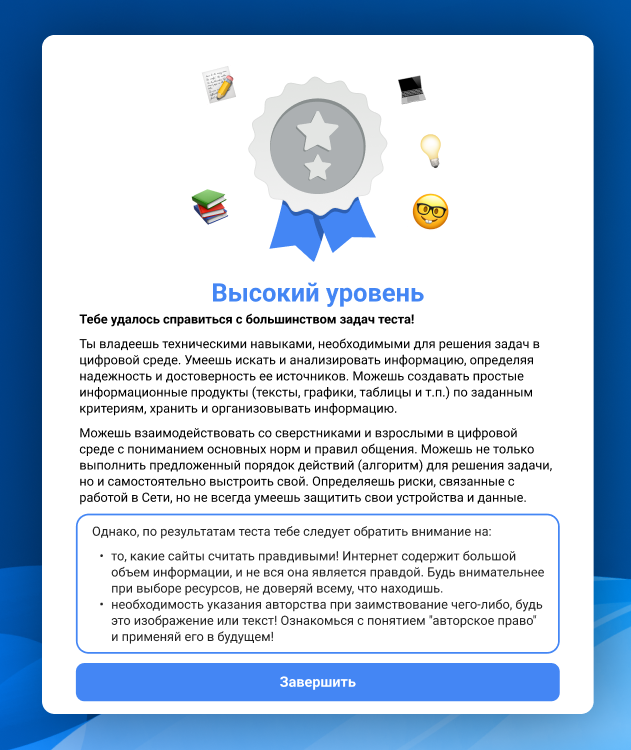 Высокий уровень
Тебе удалось справиться с большинством задач теста!
Ты владеешь техническими навыками, необходимыми для решения задач в
цифровой среде. Умеешь искать и анализировать информацию, определяя
надежность и достоверность ее источников. Можешь создавать простые
информационные продукты (тексты, графики, таблицы и т.п.) по заданным
критериям, хранить и организовывать информацию.
Можешь взаимодействовать со сверстниками и взрослыми в цифровой
среде с пониманием основных норм и правил общения. Можешь не только
выполнить предложенный порядок действий (алгоритм) для решения задачи,
но и самостоятельно выстроить свой. Определяешь риски, связанные с
работой в Сети, но не всегда умеешь защитить свои устройства и данные.
Однако, по результатам теста тебе следует обратить внимание на:
• то, какие сайты считать правдивыми! Интернет содержит большой
объем информации, и не вся она является правдой. Будь внимательнее
при выборе ресурсов, не доверяй всему, что находишь.
• необходимость указания авторства при заимствование чего-либо, будь
это изображение или текст! Ознакомься с понятием "авторское право"
и применяй его в будущем!
Завершить